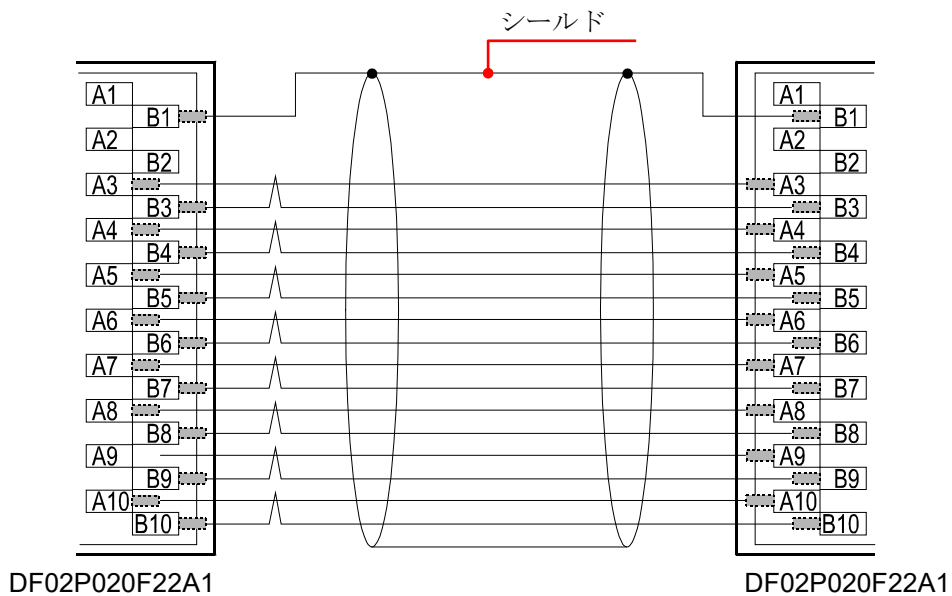 シールド
A1
B1
A2
B2
A3
B3
A4
B4
A5
B5
A6
B6
A7
B7
A8
B8
A9
B9
A10
B10
A1
B1
A2
B2
A3
B3
A4
B4
A5
B5
A6
B6
A7
B7
A8
B8
A9
B9
A10
B10
DF02P020F22A1
DF02P020F22A1